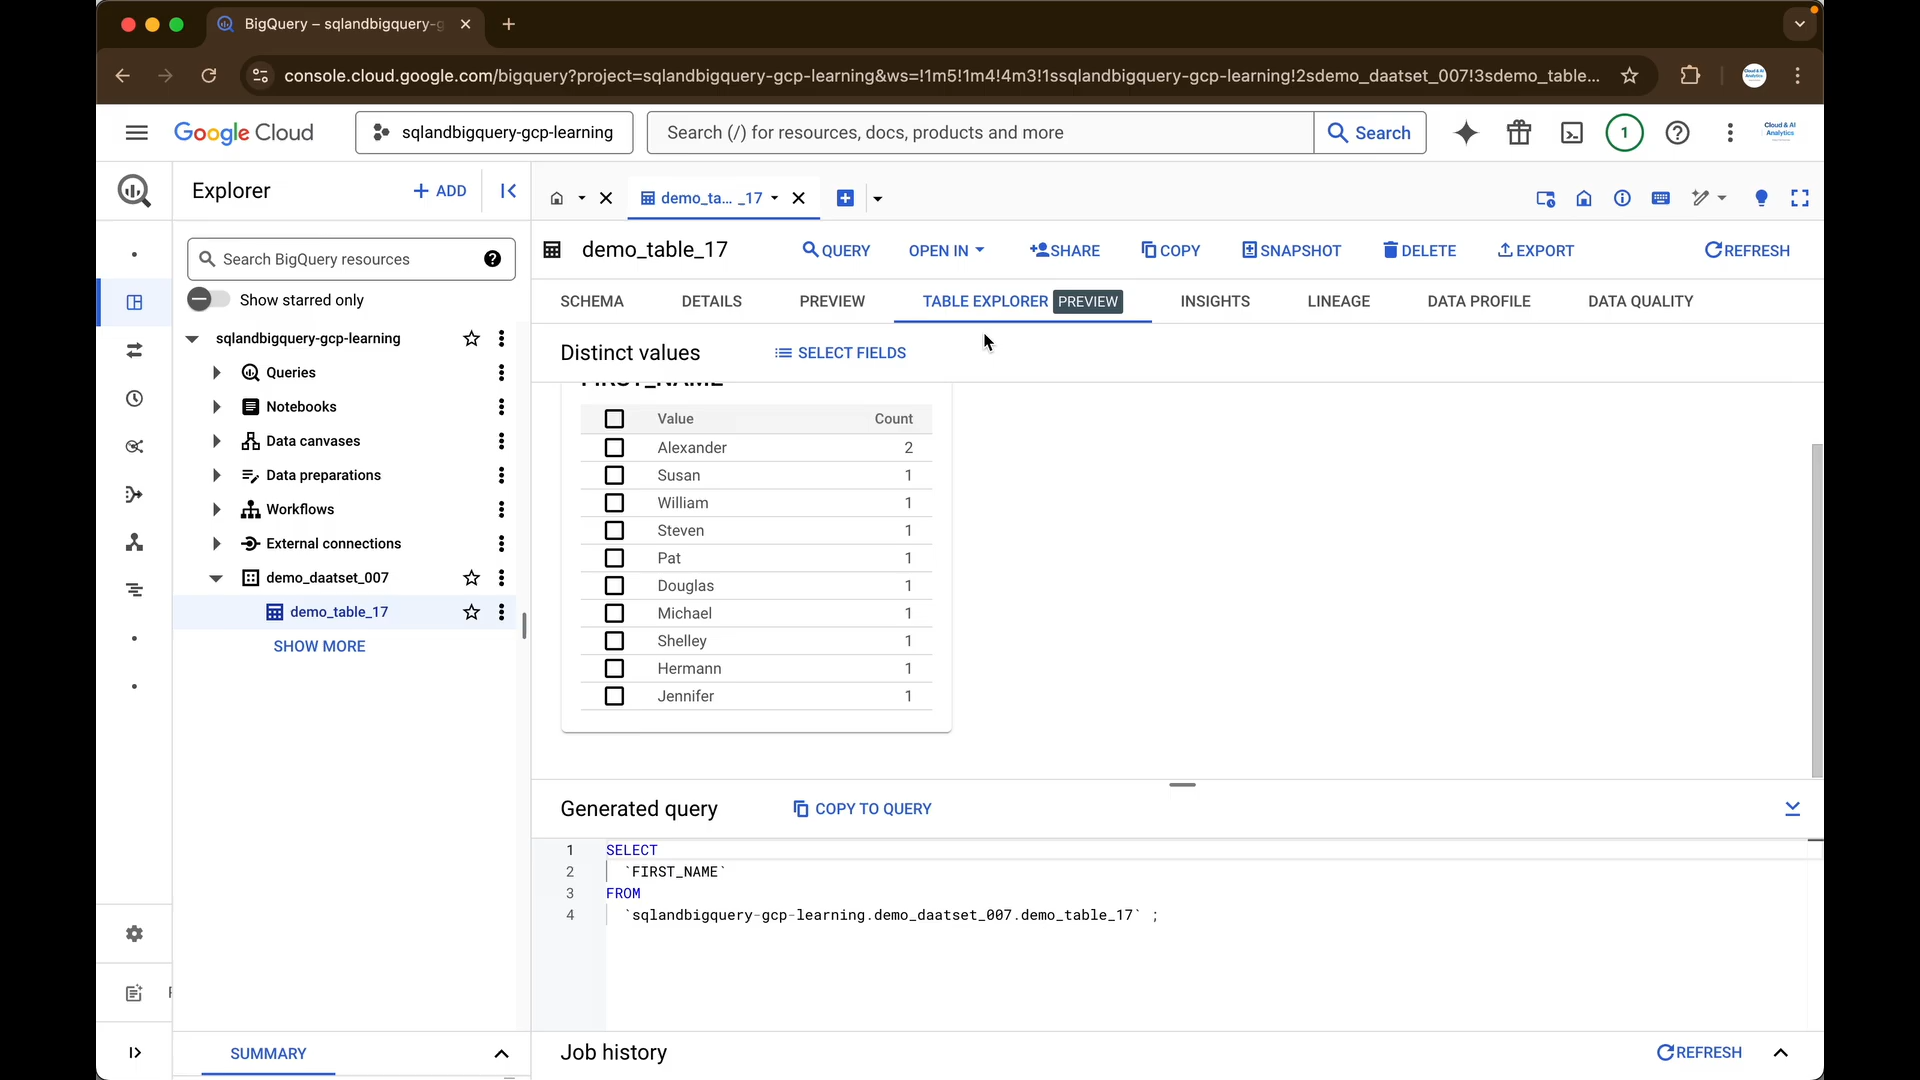 BigQuery – sqlandbigquery-g
console.cloud.google.com/bigquery?project=sqlandbigquery-gcp-learning&ws=!1m5!1m4!4m3!1ssqlandbigquery-gcp-learning!2sdemo_daatset_007!3sdemo_table...
Google Cloud
sqlandbigquery-gcp-learning
Search (/) for resources, docs, products and more
Search
1
Cloud & AI
Analytics
Explorer
ADD
demo_ta... _17
Search BigQuery resources
demo_table_17
QUERY
OPEN IN
SHARE
COPY
SNAPSHOT
DELETE
EXPORT
REFRESH
Show starred only
SCHEMA
DETAILS
PREVIEW
TABLE EXPLORER PREVIEW
INSIGHTS
LINEAGE
DATA PROFILE
DATA QUALITY
sqlandbigquery-gcp-learning
Queries
Notebooks
Data canvases
Data preparations
Workflows
External connections
demo_daatset_007
demo_table_17
SHOW MORE
Distinct values
SELECT FIELDS
FIRST_NAME
Value Count
Alexander 2
Susan 1
William 1
Steven 1
Pat 1
Douglas 1
Michael 1
Shelley 1
Hermann 1
Jennifer 1
Generated query
COPY TO QUERY
1 SELECT
2 `FIRST_NAME`
3 FROM
4 `sqlandbigquery-gcp-learning.demo_daatset_007.demo_table_17` ;
SUMMARY
Job history
REFRESH